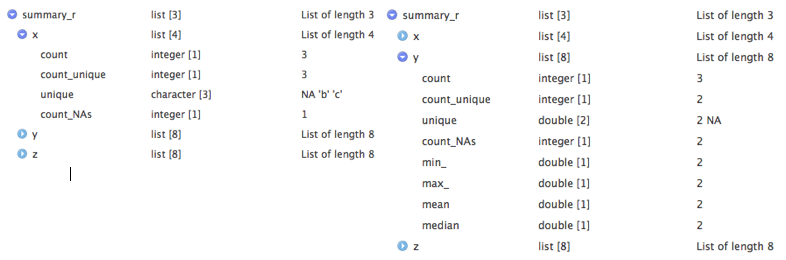 summary_r list [3] List of length 3
x list [4] List of length 4
count integer [1] 3
count_unique integer [1] 3
unique character [3] NA 'b' 'c'
count_NAs integer [1] 1
y list [8] List of length 8
z list [8] List of length 8
summary_r list [3] List of length 3
x list [4] List of length 4
y list [8] List of length 8
count integer [1] 3
count_unique integer [1] 2
unique double [2] 2 NA
count_NAs integer [1] 2
min_ double [1] 2
max_ double [1] 2
mean double [1] 2
median double [1] 2
z list [8] List of length 8